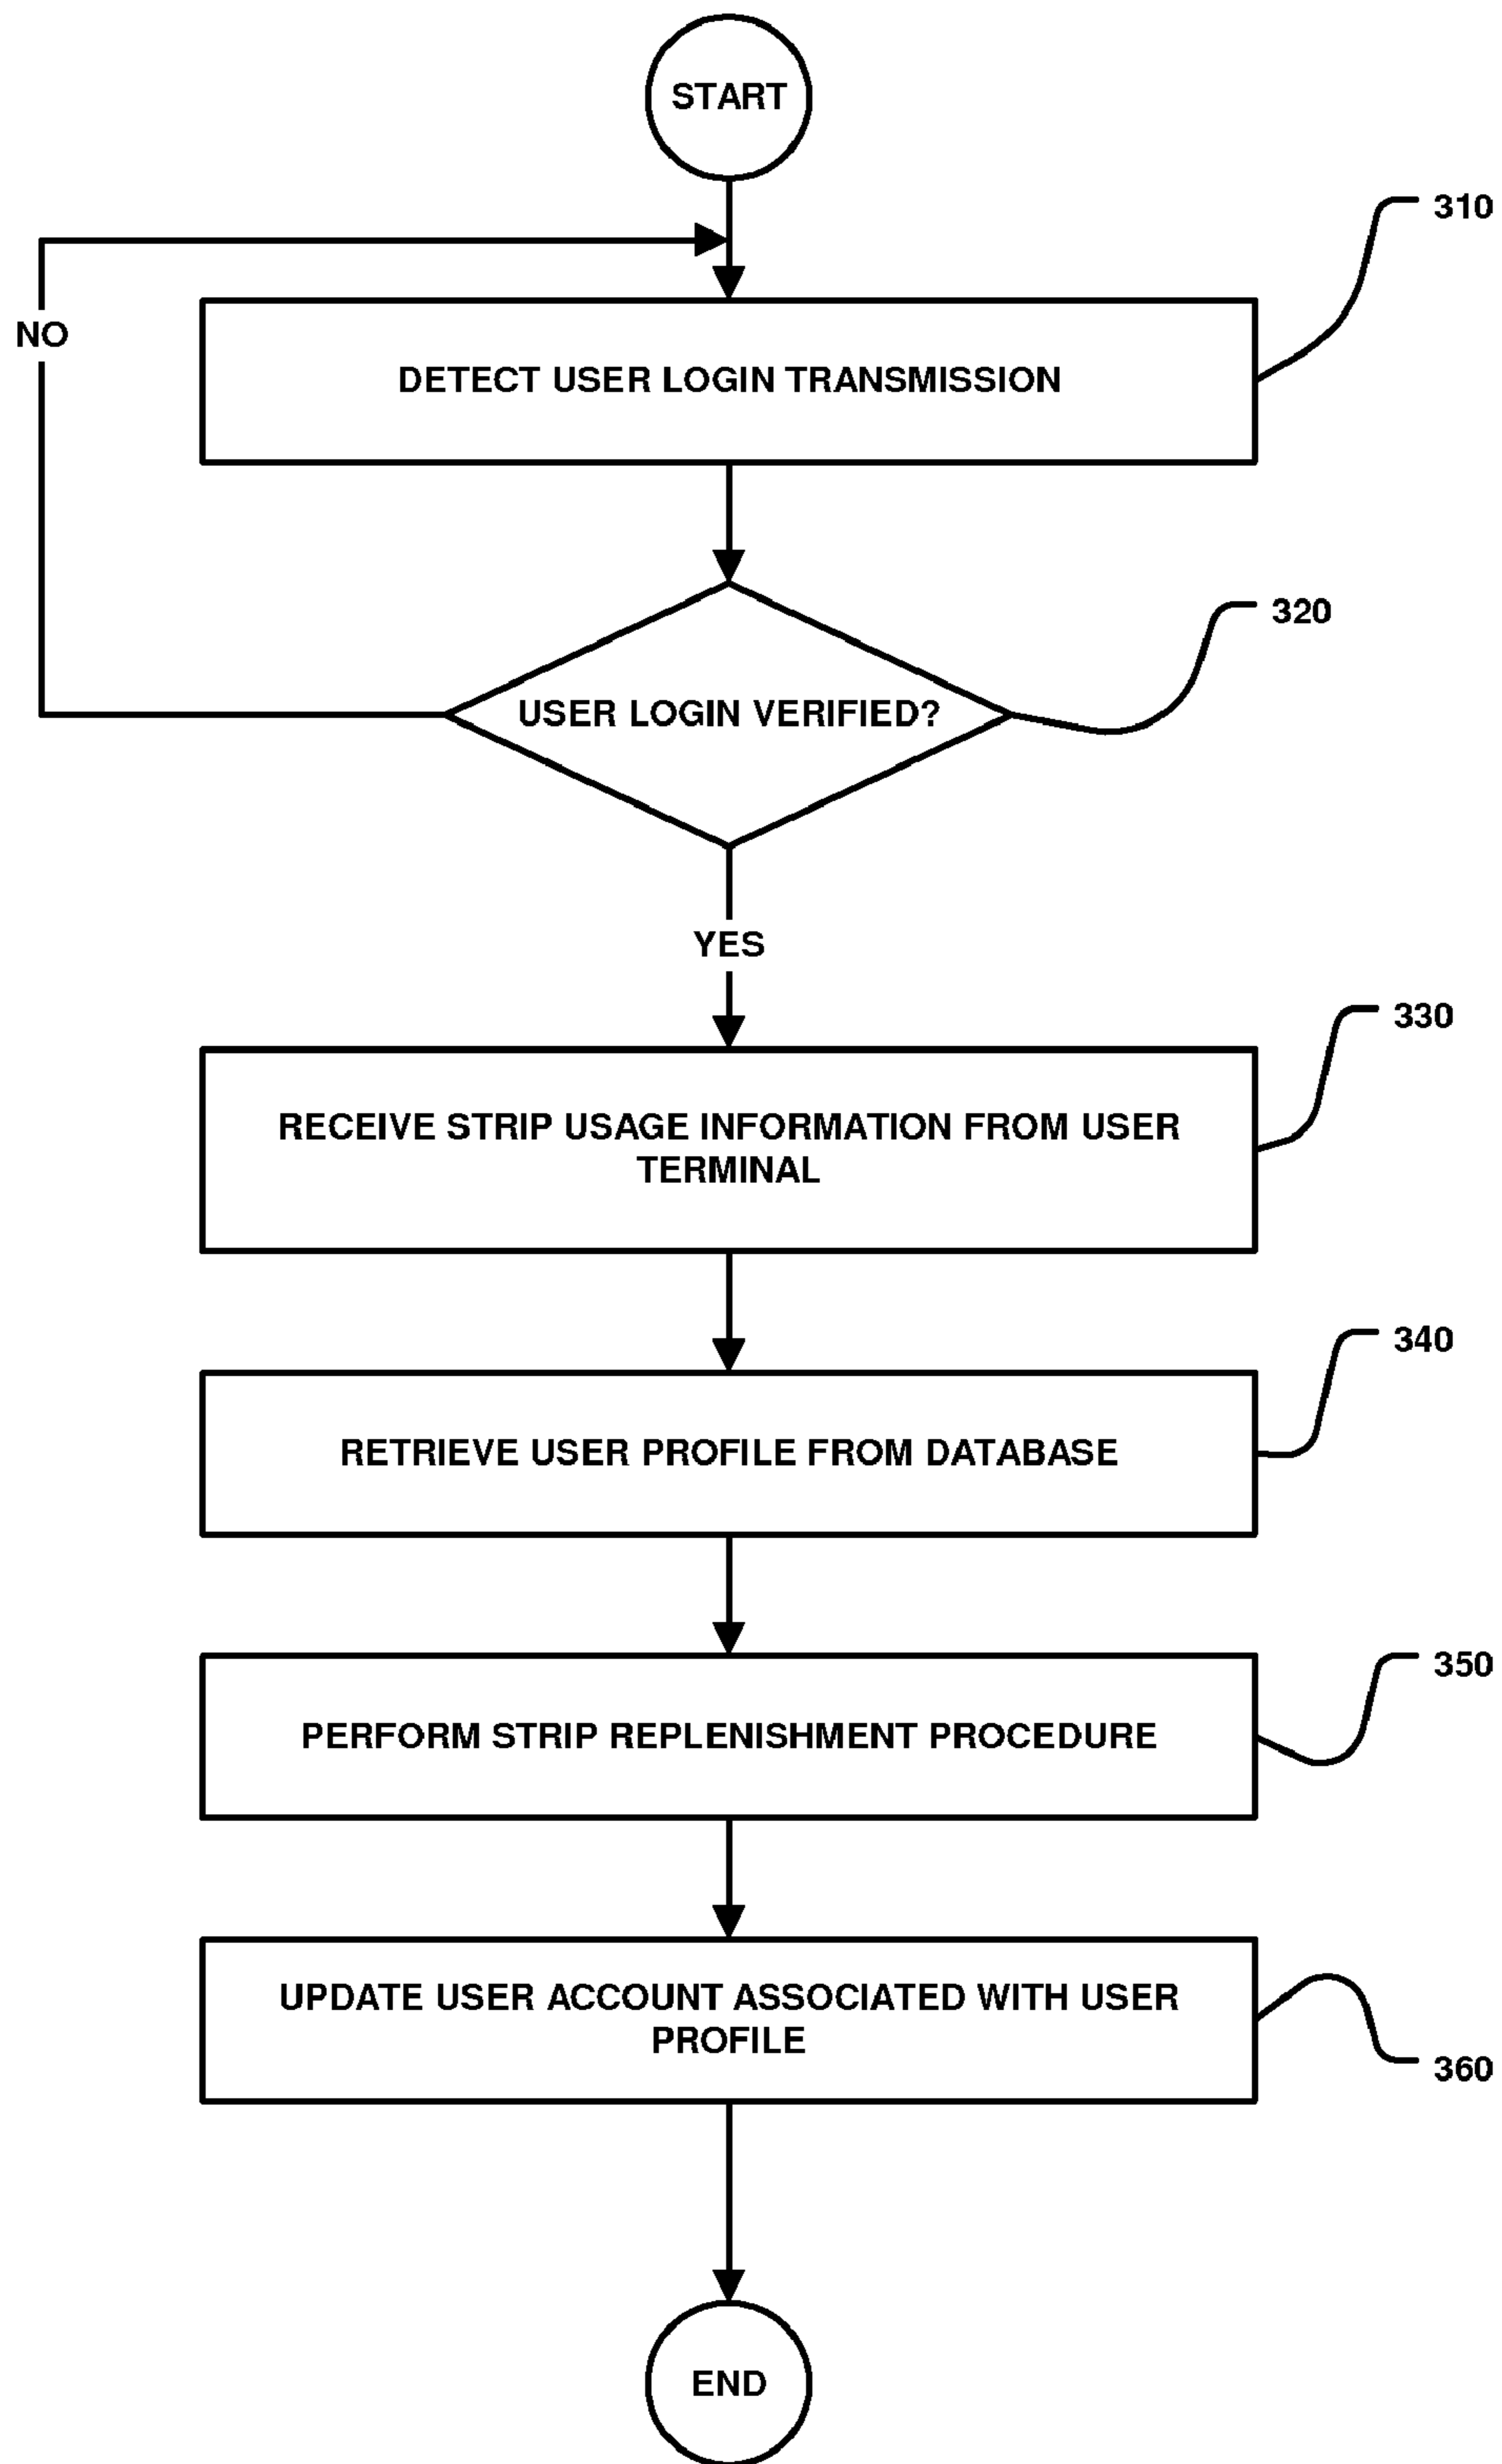 START
310
NO
DETECT USER LOGIN TRANSMISSION
320
USER LOGIN VERIFIED?
YES
330
RECEIVE STRIP USAGE INFORMATION FROM USER
TERMINAL
340
RETRIEVE USER PROFILE FROM DATABASE
350
PERFORM STRIP REPLENISHMENT PROCEDURE
UPDATE USER ACCOUNT ASSOCIATED WITH USER
PROFILE
360
END